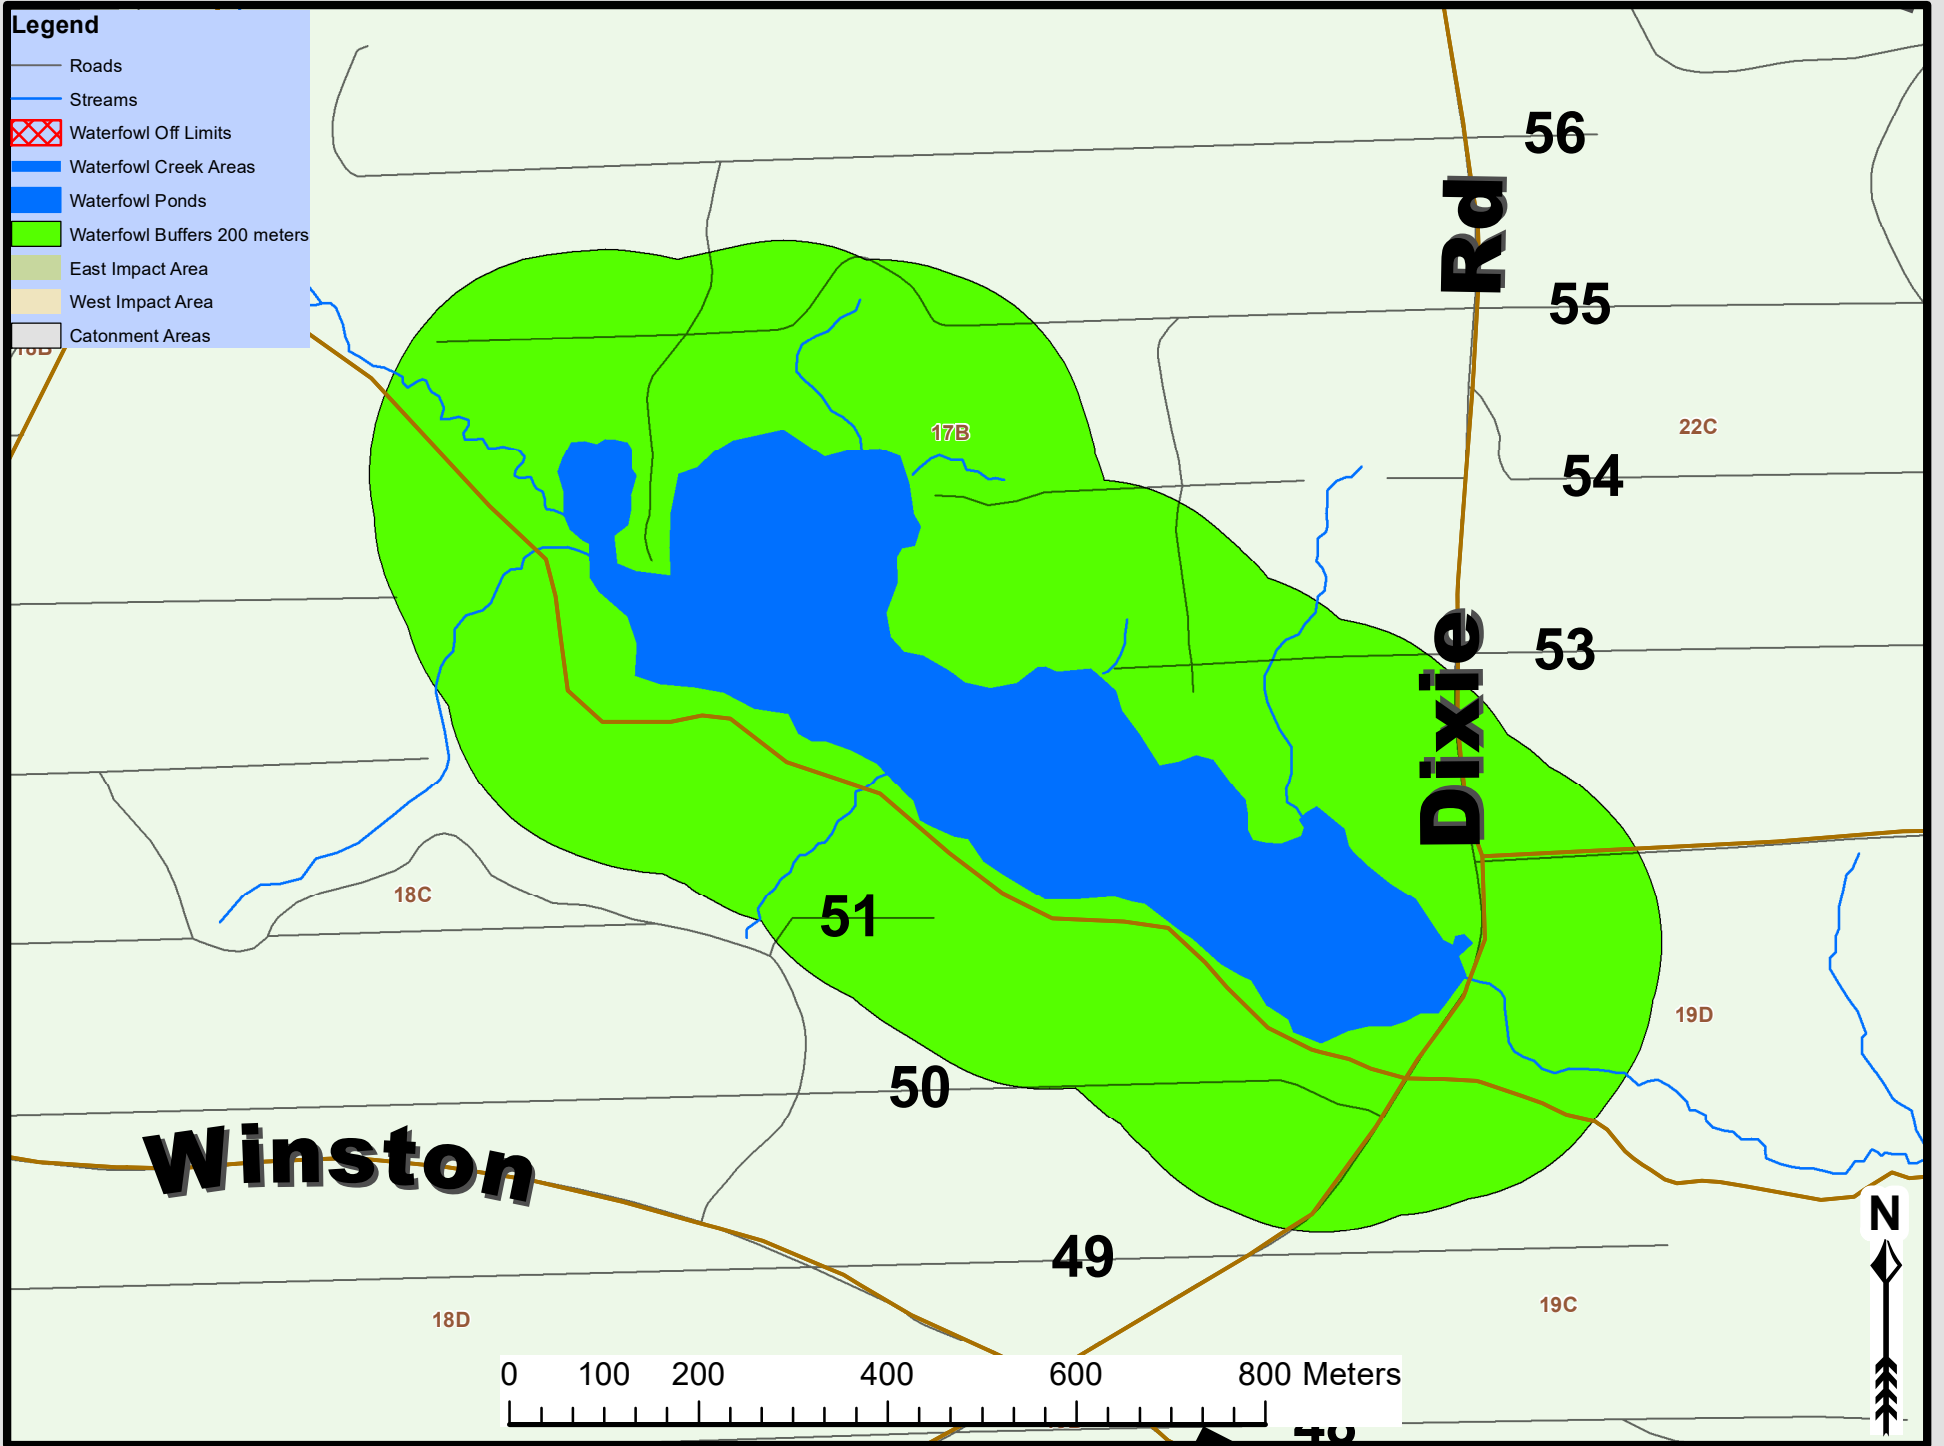 Legend
Roads
Streams
Waterfowl Off Limits
Waterfowl Creek Areas
Waterfowl Ponds
Waterfowl Buffers 200 meters
East Impact Area
West Impact Area
Catonment Areas
56
Rd
55
17B
22C
54
53
Dixie
18C
51
19D
50
Winston
N
49
19C
18D
0 100 200 400 600 800 Meters